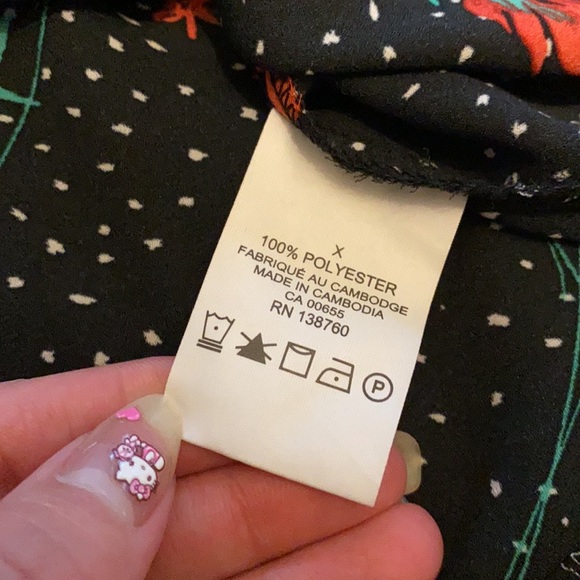 X
100% POLYESTER
FABRIQUÉ AU CAMBODGE
MADE IN CAMBODIA
CA 00655
RN 138760
P